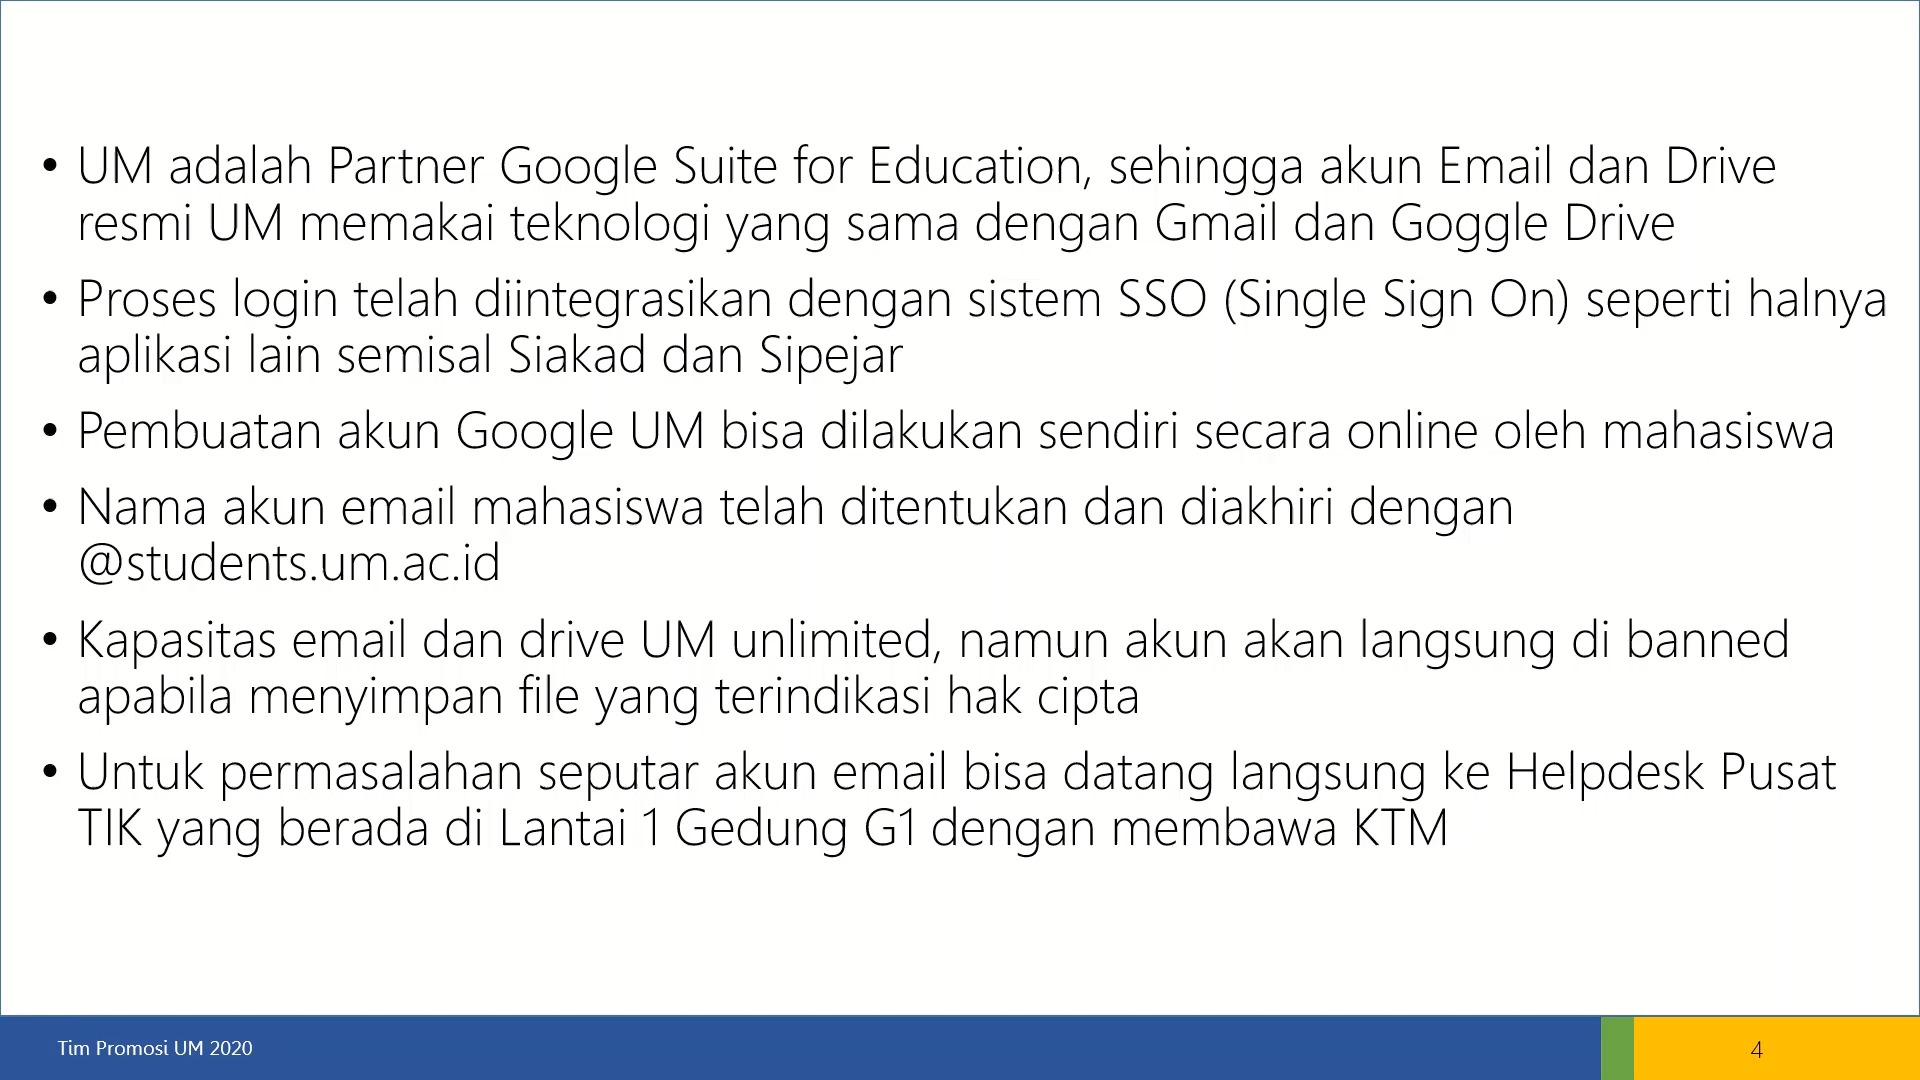 • UM adalah Partner Google Suite for Education, sehingga akun Email dan Drive
resmi UM memakai teknologi yang sama dengan Gmail dan Goggle Drive
• Proses login telah diintegrasikan dengan sistem SSO (Single Sign On) seperti halnya
aplikasi lain semisal Siakad dan Sipejar
• Pembuatan akun Google UM bisa dilakukan sendiri secara online oleh mahasiswa
• Nama akun email mahasiswa telah ditentukan dan diakhiri dengan
@students.um.ac.id
• Kapasitas email dan drive UM unlimited, namun akun akan langsung di banned
apabila menyimpan file yang terindikasi hak cipta
• Untuk permasalahan seputar akun email bisa datang langsung ke Helpdesk Pusat
TIK yang berada di Lantai 1 Gedung G1 dengan membawa KTM
Tim Promosi UM 2020
4